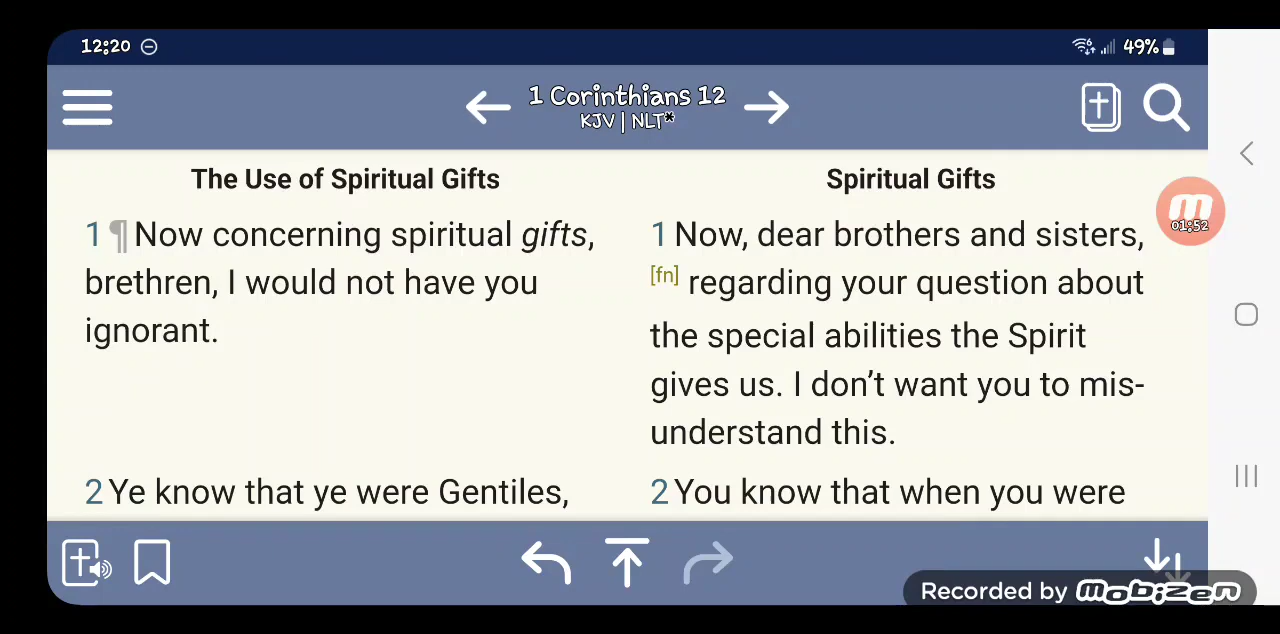 12:20
49%
1 Corinthians 12
KJV | NLT*
The Use of Spiritual Gifts
1 ¶ Now concerning spiritual gifts,
brethren, I would not have you
ignorant.
2 Ye know that ye were Gentiles,
Spiritual Gifts
1 Now, dear brothers and sisters,
[fn] regarding your question about
the special abilities the Spirit
gives us. I don’t want you to mis-
understand this.
2 You know that when you were
01:52
Recorded by mobizen